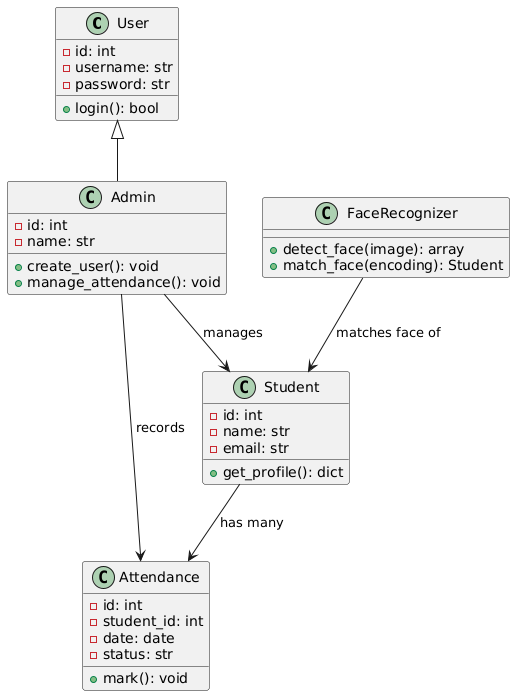 C User
id: int
username: str
password: str
login(): bool
C Admin
id: int
name: str
create_user(): void
manage_attendance(): void
C FaceRecognizer
detect_face(image): array
match_face(encoding): Student
manages
matches face of
C Student
id: int
name: str
email: str
get_profile(): dict
records
has many
C Attendance
id: int
student_id: int
date: date
status: str
mark(): void